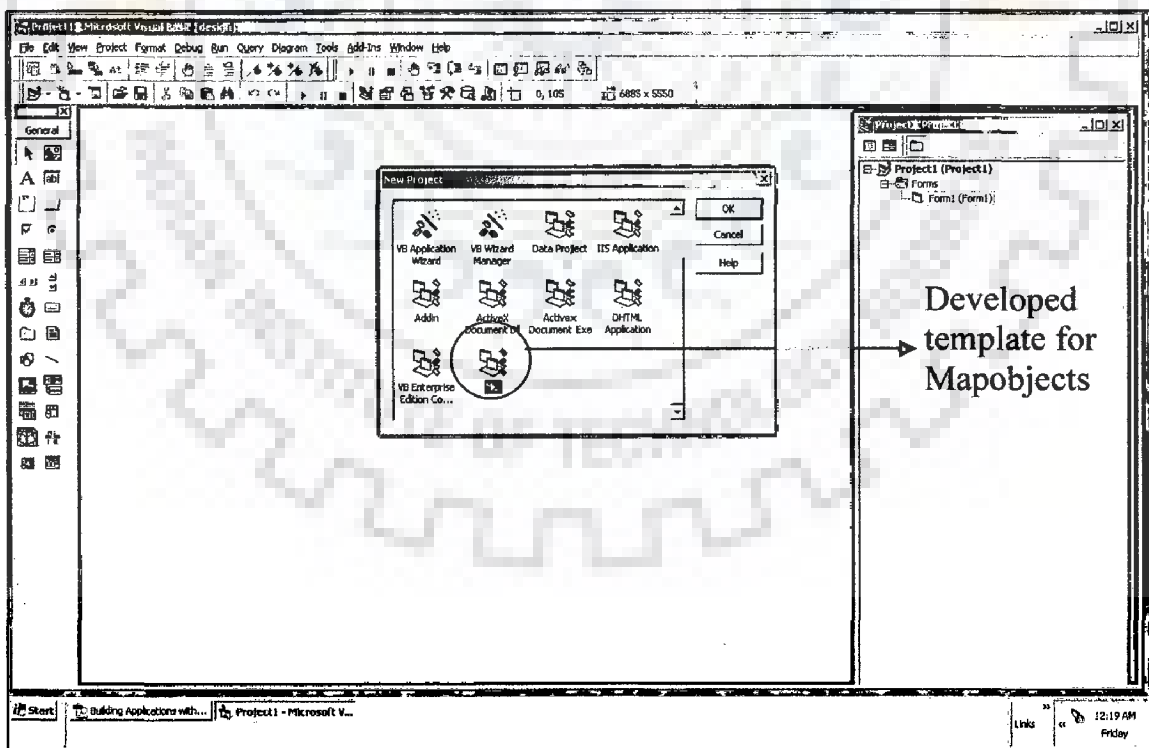 Project1 - Microsoft Visual Basic [design]
File Edit View Project Format Debug Run Query Diagram Tools Add-Ins Window Help
0, 105 6885 x 5550
General
New Project
OK
Cancel
Help
VB Application Wizard
VB Wizard Manager
Data Project
IIS Application
Addin
ActiveX Document Dll
Activex Document Exe
DHTML Application
VB Enterprise Edition Co...
Project1 (Project1)
Forms
Form1 (Form1)
Developed
template for
Mapobjects
Start
Building Applications with...
Project1 - Microsoft V...
Links
12:19 AM
Friday